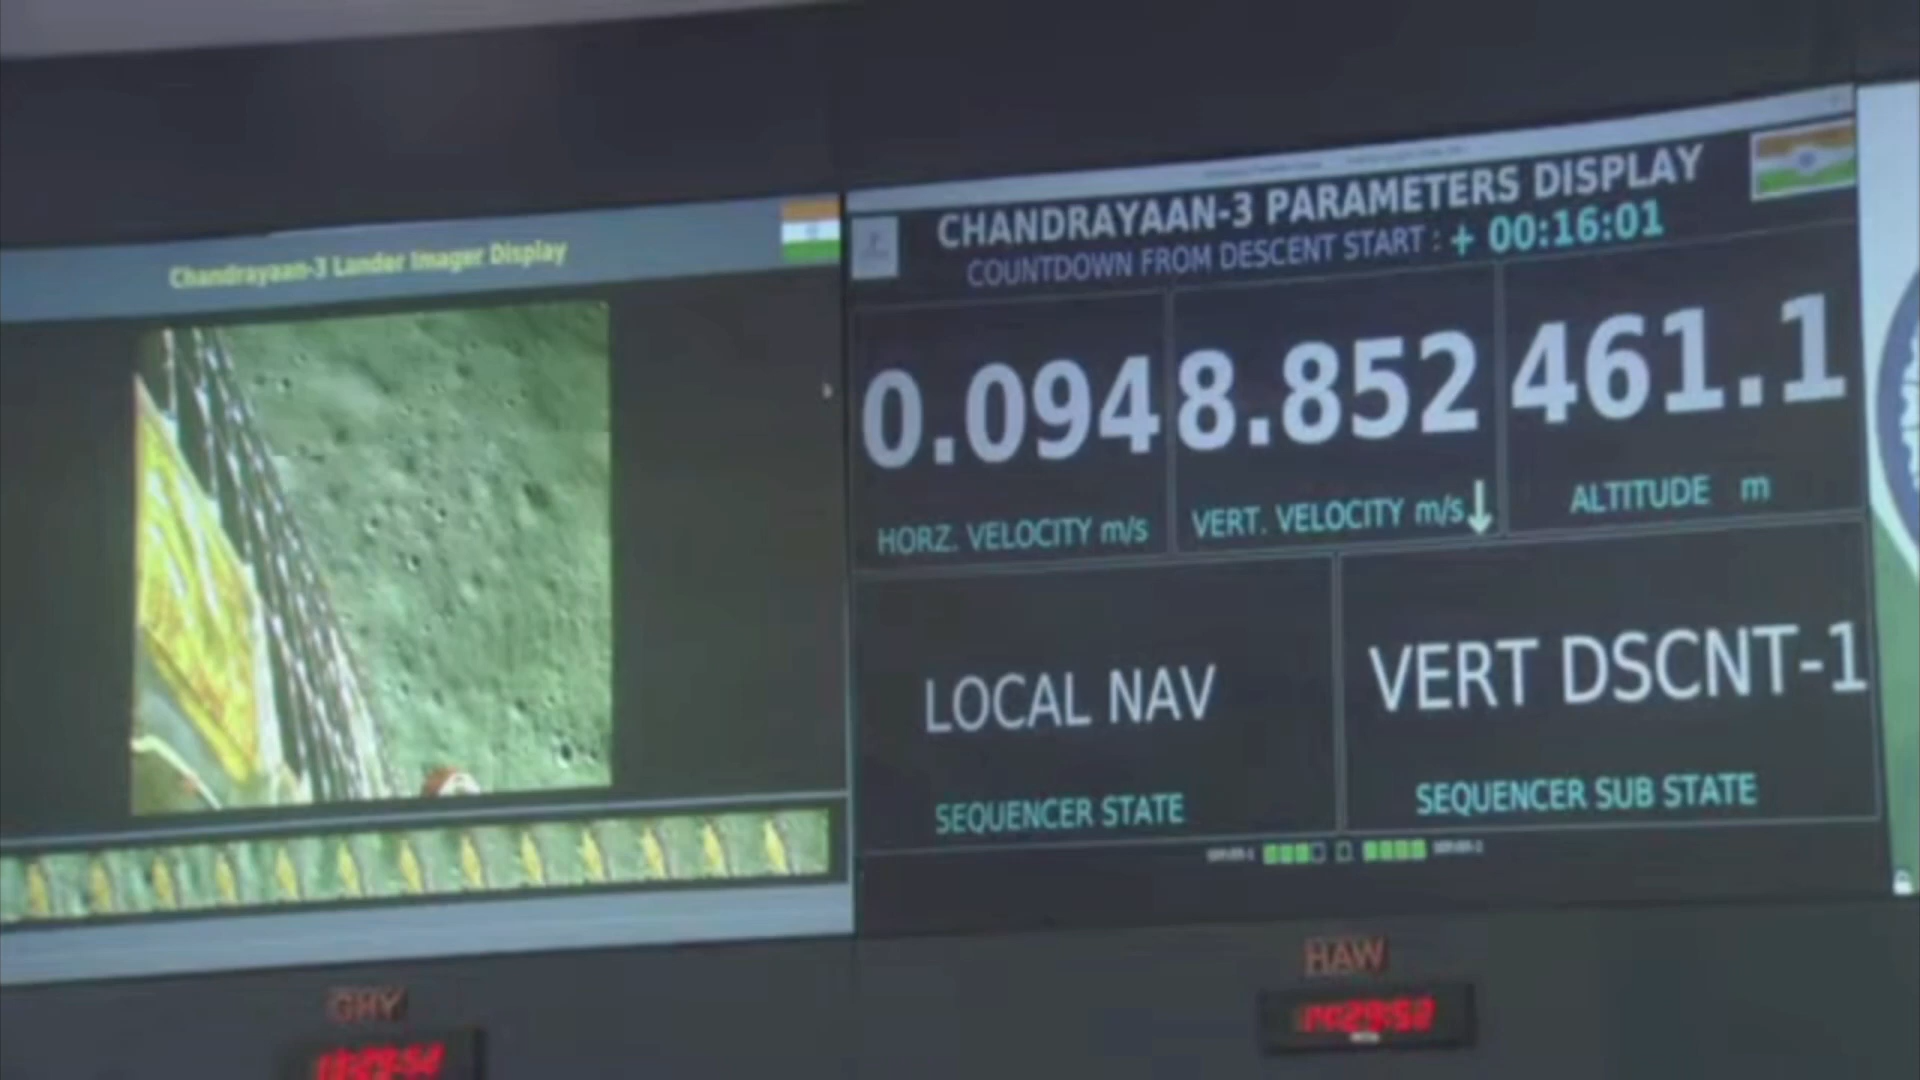 Chandrayaan-3 Lander Imager Display
CHANDRAYAAN-3 PARAMETERS DISPLAY
COUNTDOWN FROM DESCENT START : + 00:16:01
0.094 8.852 461.1
HORZ. VELOCITY m/s VERT. VELOCITY m/s↓ ALTITUDE m
LOCAL NAV VERT DSCNT-1
SEQUENCER STATE SEQUENCER SUB STATE
HAW